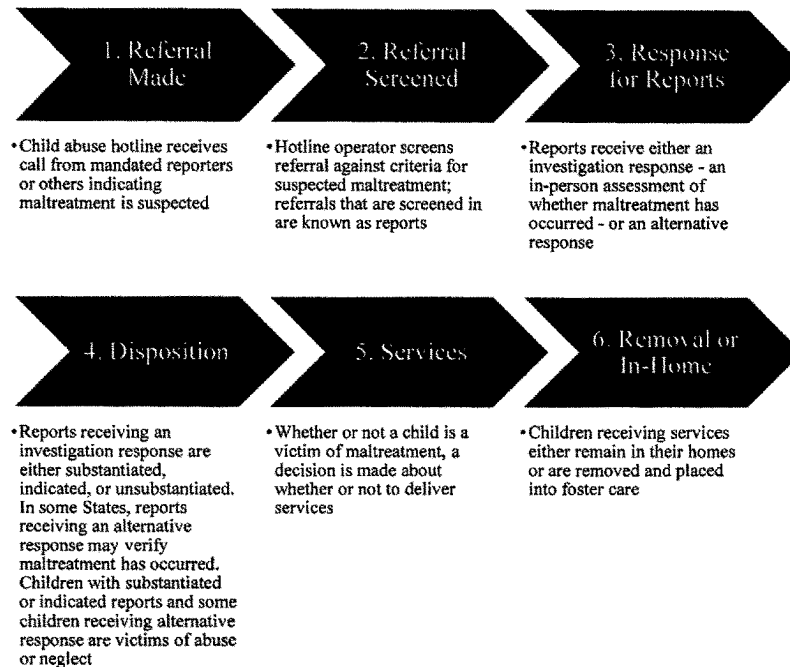 1. Referral
Made
2. Referral
Screened
3. Response
for Reports
•Child abuse hotline receives
call from mandated reporters
or others indicating
maltreatment is suspected
•Hotline operator screens
referral against criteria for
suspected maltreatment;
referrals that are screened in
are known as reports
•Reports receive either an
investigation response - an
in-person assessment of
whether maltreatment has
occurred - or an alternative
response
4. Disposition
5. Services
6. Removal or
In-Home
•Reports receiving an
investigation response are
either substantiated,
indicated, or unsubstantiated.
In some States, reports
receiving an alternative
response may verify
maltreatment has occurred.
Children with substantiated
or indicated reports and some
children receiving alternative
response are victims of abuse
or neglect
•Whether or not a child is a
victim of maltreatment, a
decision is made about
whether or not to deliver
services
•Children receiving services
either remain in their homes
or are removed and placed
into foster care